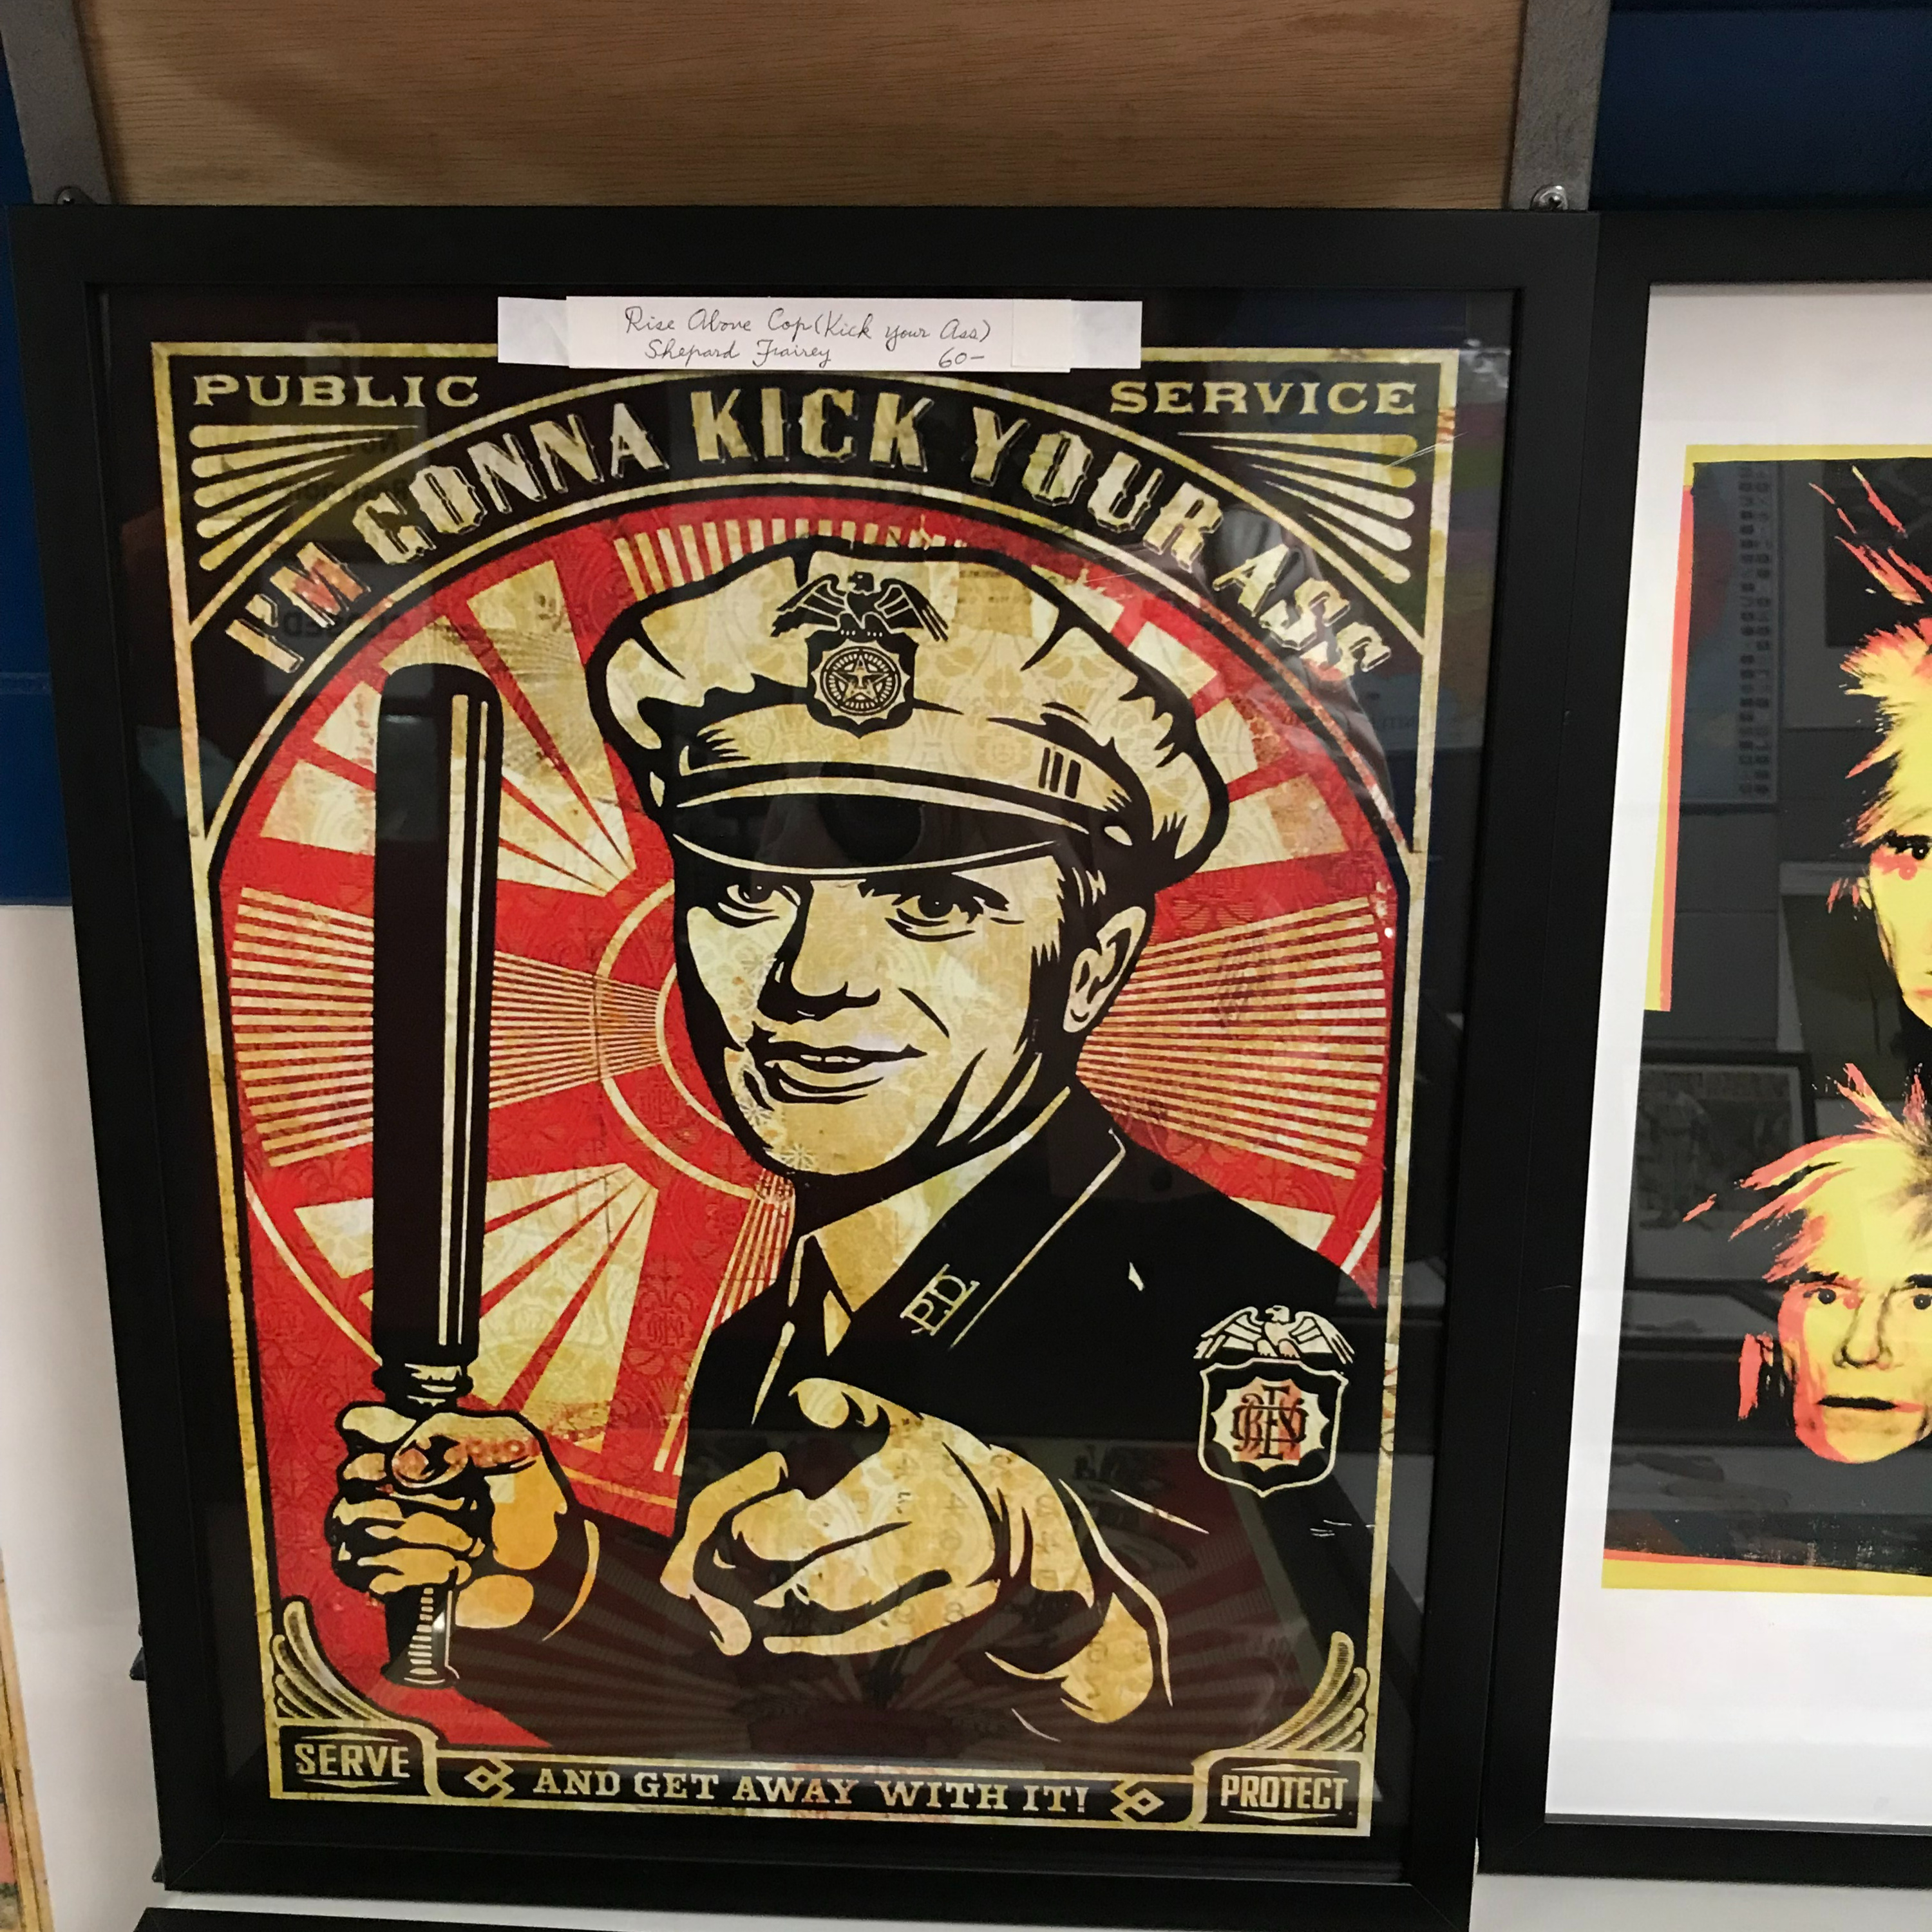 Rise Above Cop (Kick your Ass)
Shepard Frairey 60-
PUBLIC SERVICE
I'M GONNA KICK YOUR ASS
P.D.
SERVE AND GET AWAY WITH IT! PROTECT